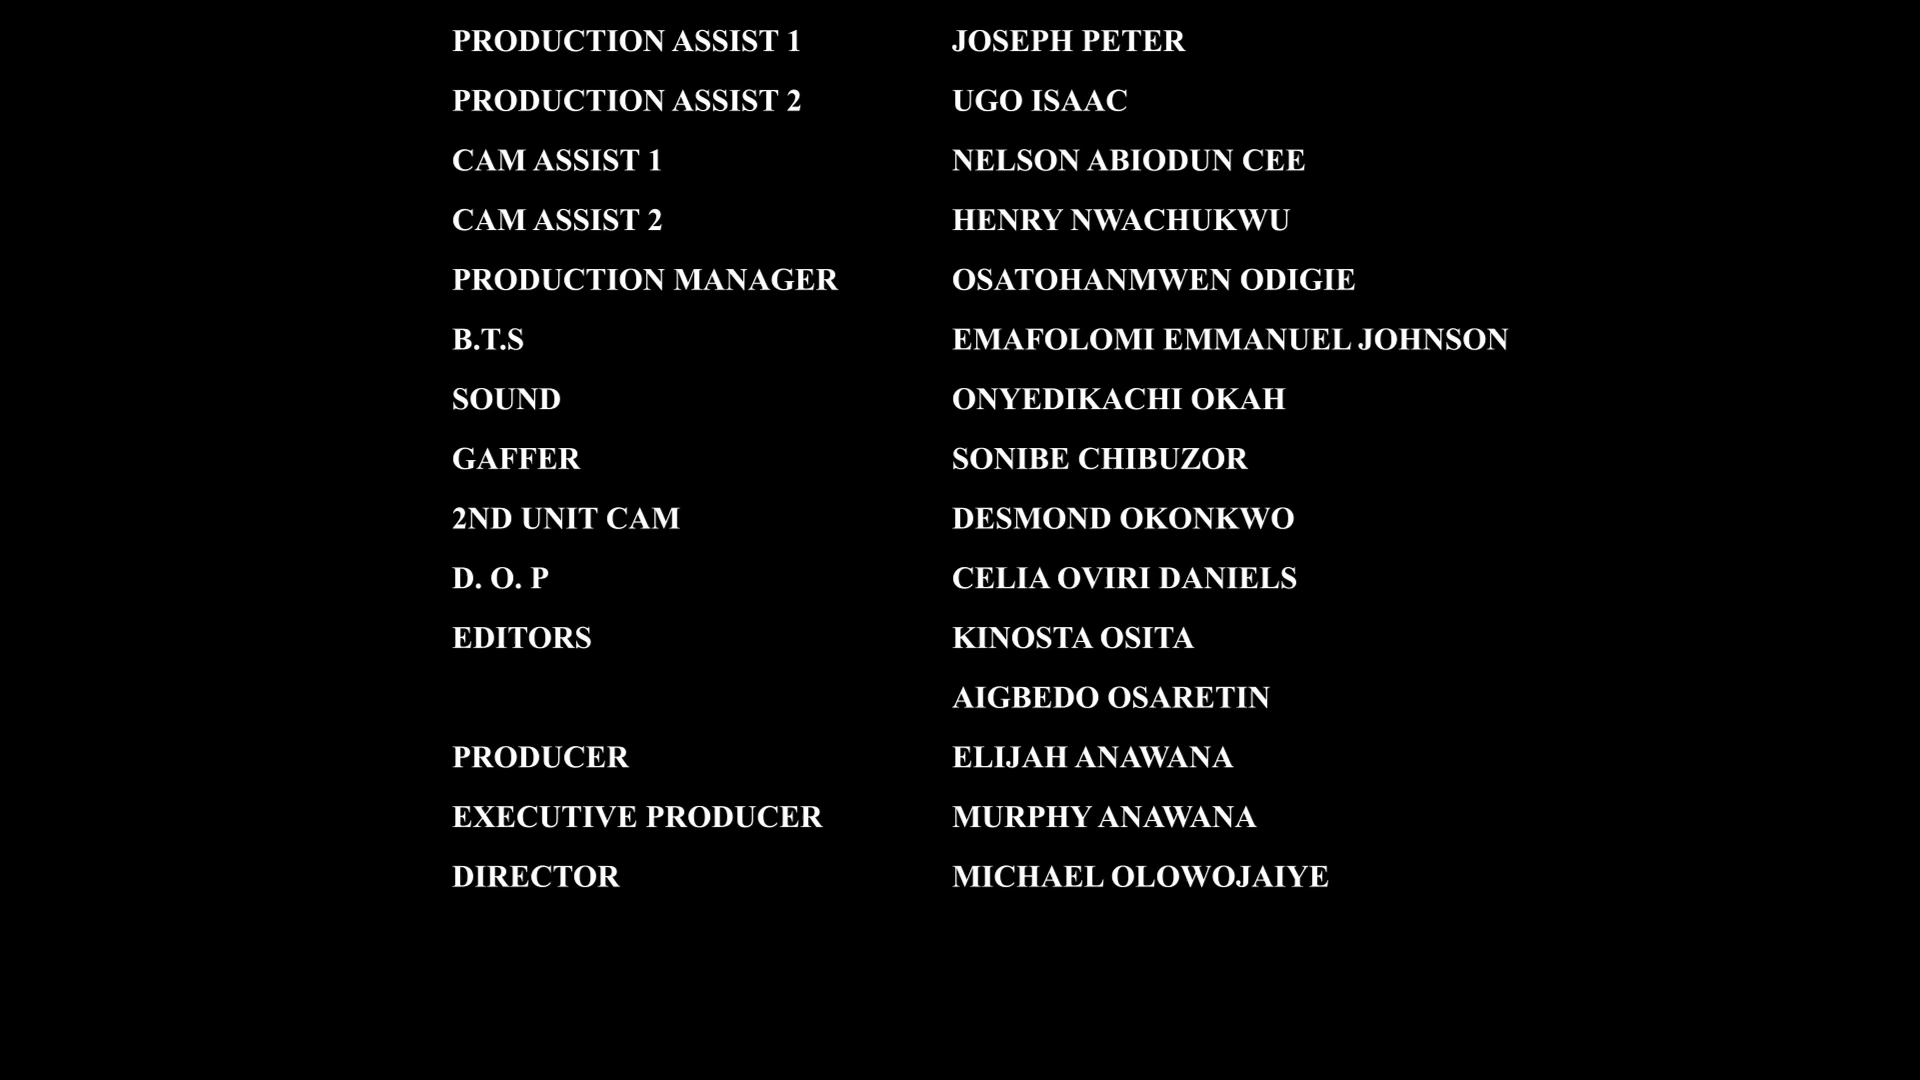 PRODUCTION ASSIST 1 JOSEPH PETER
PRODUCTION ASSIST 2 UGO ISAAC
CAM ASSIST 1 NELSON ABIODUN CEE
CAM ASSIST 2 HENRY NWACHUKWU
PRODUCTION MANAGER OSATOHANMWEN ODIGIE
B.T.S EMAFOLOMI EMMANUEL JOHNSON
SOUND ONYEDIKACHI OKAH
GAFFER SONIBE CHIBUZOR
2ND UNIT CAM DESMOND OKONKWO
D. O. P CELIA OVIRI DANIELS
EDITORS KINOSTA OSITA
AIGBEDO OSARETIN
PRODUCER ELIJAH ANAWANA
EXECUTIVE PRODUCER MURPHY ANAWANA
DIRECTOR MICHAEL OLOWOJAIYE